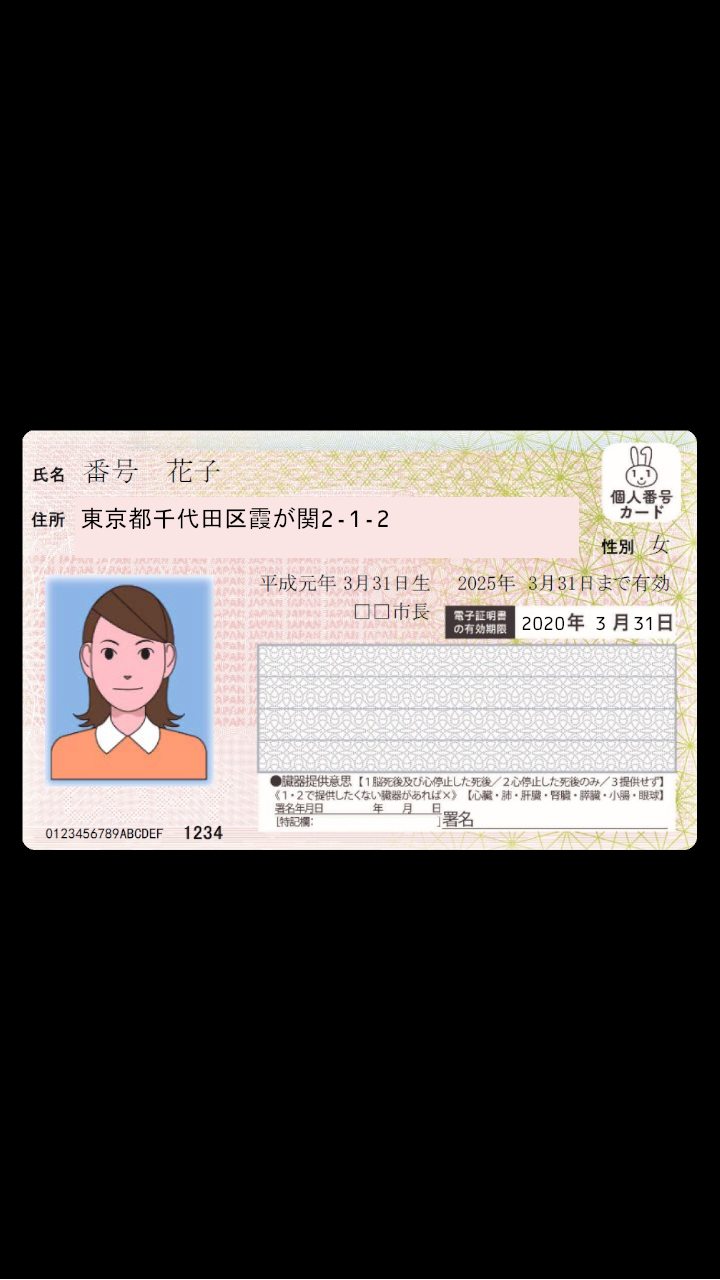 氏名 番号 花子
個人番号
カード
住所 東京都千代田区霞が関2-1-2
性別 女
平成元年 3月31日生 2025年 3月31日まで有効
□□市長
電子証明書
の有効期限 2020年 3月31日
●臓器提供意思【1脳死後及び心停止した死後／2心停止した死後のみ／3提供せず】
《1・2で提供したくない臓器があれば×》【心臓・肺・肝臓・腎臓・膵臓・小腸・眼球】
署名年月日 年 月 日
[特記欄: ]署名
0123456789ABCDEF 1234
JAPAN JAPAN JAPAN